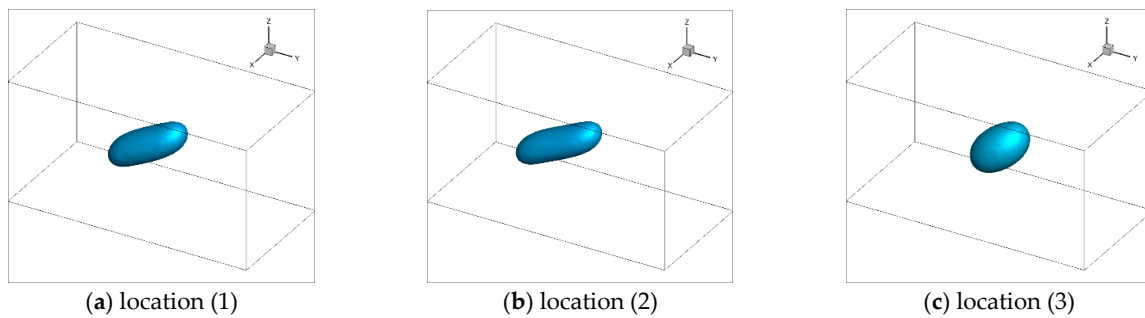 Z
X
Y
Z
X
Y
Z
X
Y
(a) location (1)
(b) location (2)
(c) location (3)